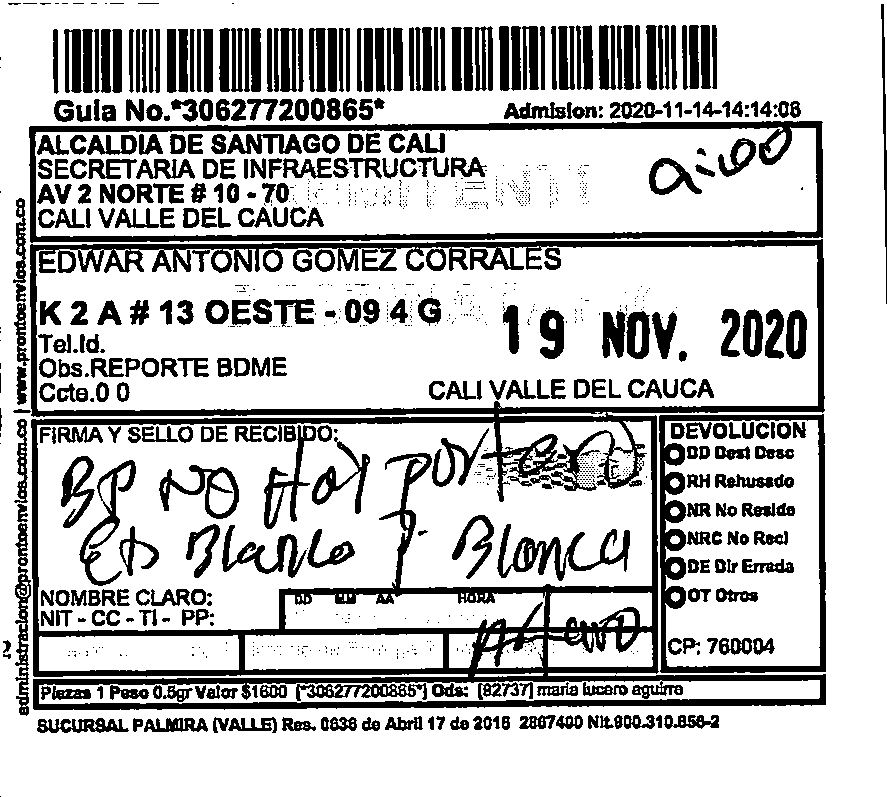 Guia No.*306277200865*
Admision: 2020-11-14-14:14:08
ALCALDIA DE SANTIAGO DE CALI
SECRETARIA DE INFRAESTRUCTURA
AV 2 NORTE # 10 - 70
CALI VALLE DEL CAUCA
9:00
EDWAR ANTONIO GOMEZ CORRALES
K 2 A # 13 OESTE - 09 4 G
19 NOV. 2020
Tel.Id.
Obs.REPORTE BDME
Ccte.0 0
CALI VALLE DEL CAUCA
administracion@prontoenvios.com.co | www.prontoenvios.com.co
FIRMA Y SELLO DE RECIBIDO:
BP NO HAY PORTERO
ED Blanco P. Blanca
NOMBRE CLARO:
NIT - CC - TI - PP:
DD MM AA HORA
DEVOLUCION
DD Dest Desc
RH Rehusado
NR No Reside
NRC No Recl
DE Dir Errada
OT Otros
CP: 760004
Piezas 1 Peso 0.5gr Valor $1600 [*306277200865*] Ods: [82737] maria lucero aguirre
SUCURSAL PALMIRA (VALLE) Res. 0636 de Abril 17 de 2016 2867400 Nit.900.310.856-2